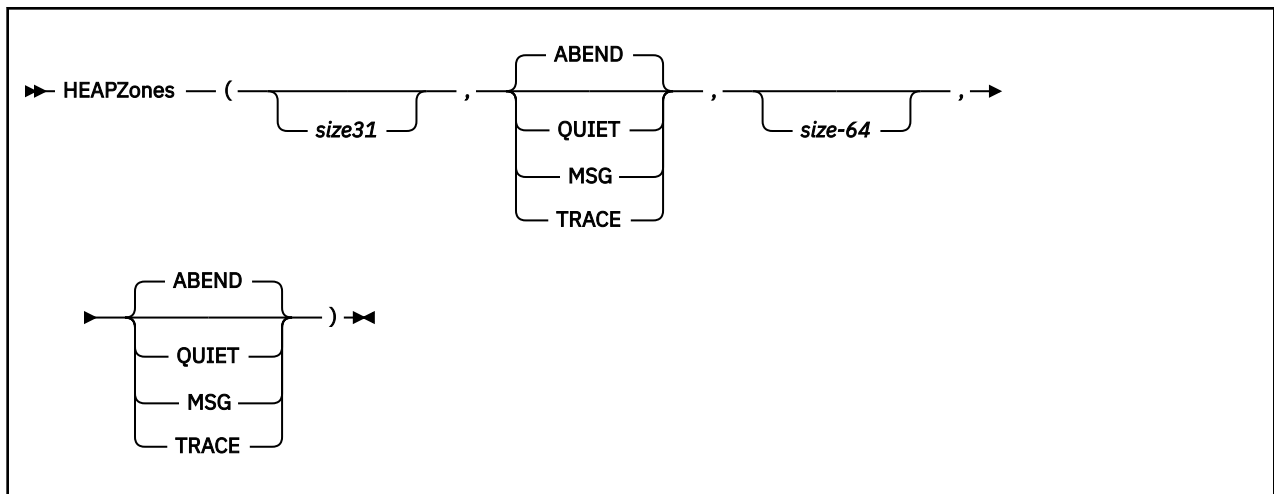 ABEND
HEAPZones ( , , ,
size31 QUIET size-64
MSG
TRACE
ABEND
)
QUIET
MSG
TRACE